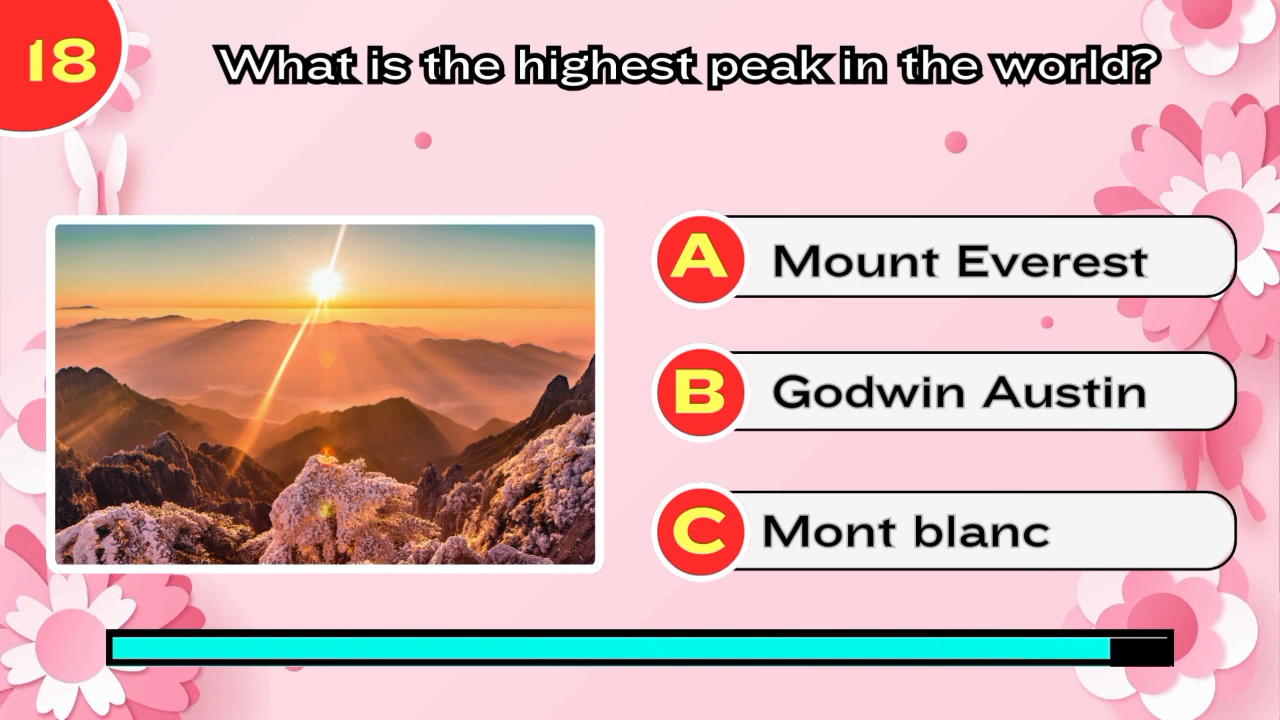 18
What is the highest peak in the world?
A Mount Everest
B Godwin Austin
C Mont blanc